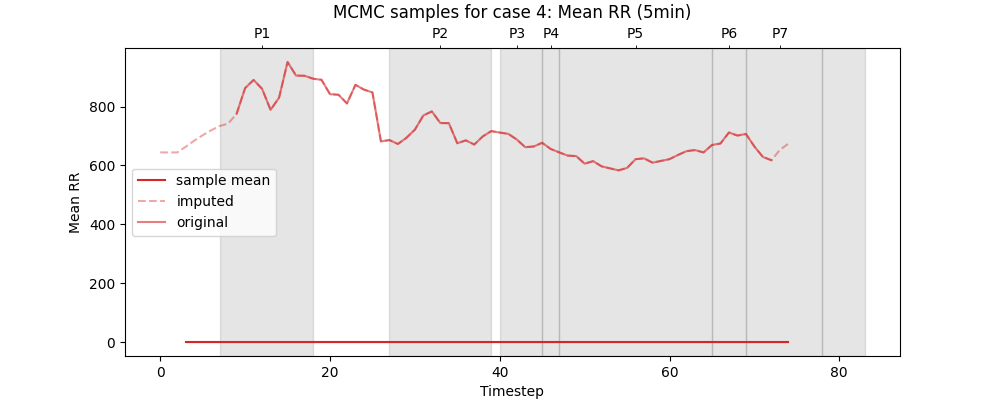 MCMC samples for case 4: Mean RR (5min)
P1 P2 P3 P4 P5 P6 P7
800
600
400
200
0
Mean RR
sample mean
imputed
original
0 20 40 60 80
Timestep